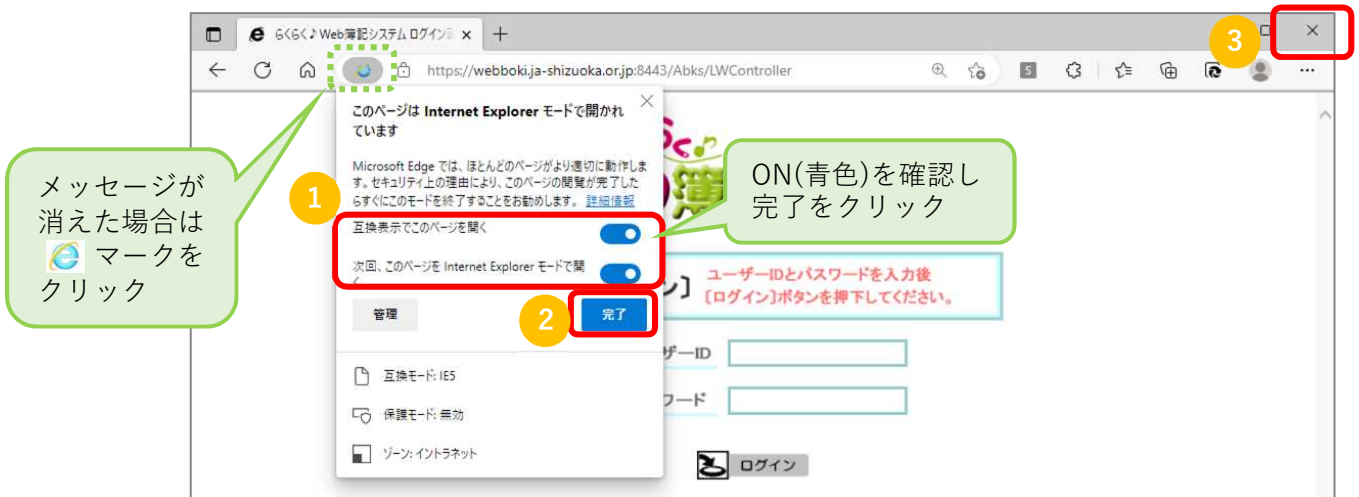 3
らくらく♪Web簿記システム ログイン
https://webboki.ja-shizuoka.or.jp:8443/Abks/LWController
このページは Internet Explorer モードで開かれ
ています
Microsoft Edge では、ほとんどのページがより適切に動作しま
す。セキュリティ上の理由により、このページの閲覧が完了した
らすぐにこのモードを終了することをお勧めします。 詳細情報
メッセージが
消えた場合は
マークを
クリック
1
ON(青色)を確認し
完了をクリック
互換表示でこのページを開く
次回、このページを Internet Explorer モードで開
く
ン］
ユーザーIDとパスワードを入力後
［ログイン］ボタンを押下してください。
管理
2
完了
ザーID
互換モード: IE5
ワード
保護モード: 無効
ゾーン: イントラネット
ログイン